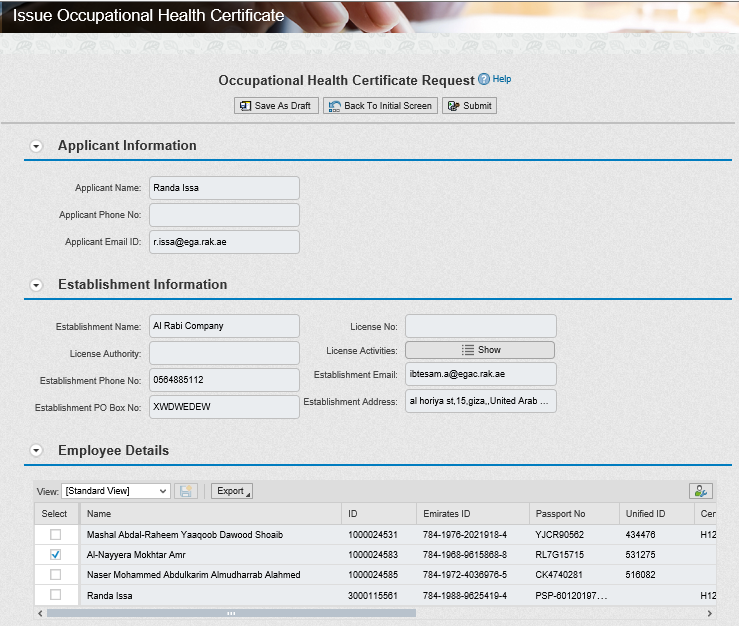 Issue Occupational Health Certificate
Occupational Health Certificate Request Help
Save As Draft Back To Initial Screen Submit
Applicant Information
Applicant Name: Randa Issa
Applicant Phone No:
Applicant Email ID: r.issa@ega.rak.ae
Establishment Information
Establishment Name: Al Rabi Company License No:
License Authority: License Activities: Show
Establishment Phone No: 0564885112 Establishment Email: ibtesam.a@egac.rak.ae
Establishment PO Box No: XWDWEDEW Establishment Address: al horiya st,15,giza,,United Arab ...
Employee Details
View: [Standard View] Export
Select Name ID Emirates ID Passport No Unified ID Cer
Mashal Abdal-Raheem Yaaqoob Dawood Shoaib 1000024531 784-1976-2021918-4 YJCR90562 434476 H12
Al-Nayyera Mokhtar Amr 1000024583 784-1968-9615868-8 RL7G15715 531275
Naser Mohammed Abdulkarim Almudharrab Alahmed 1000024585 784-1972-4036976-5 CK4740281 516082
Randa Issa 3000115561 784-1988-9625419-4 PSP-60120197... H12